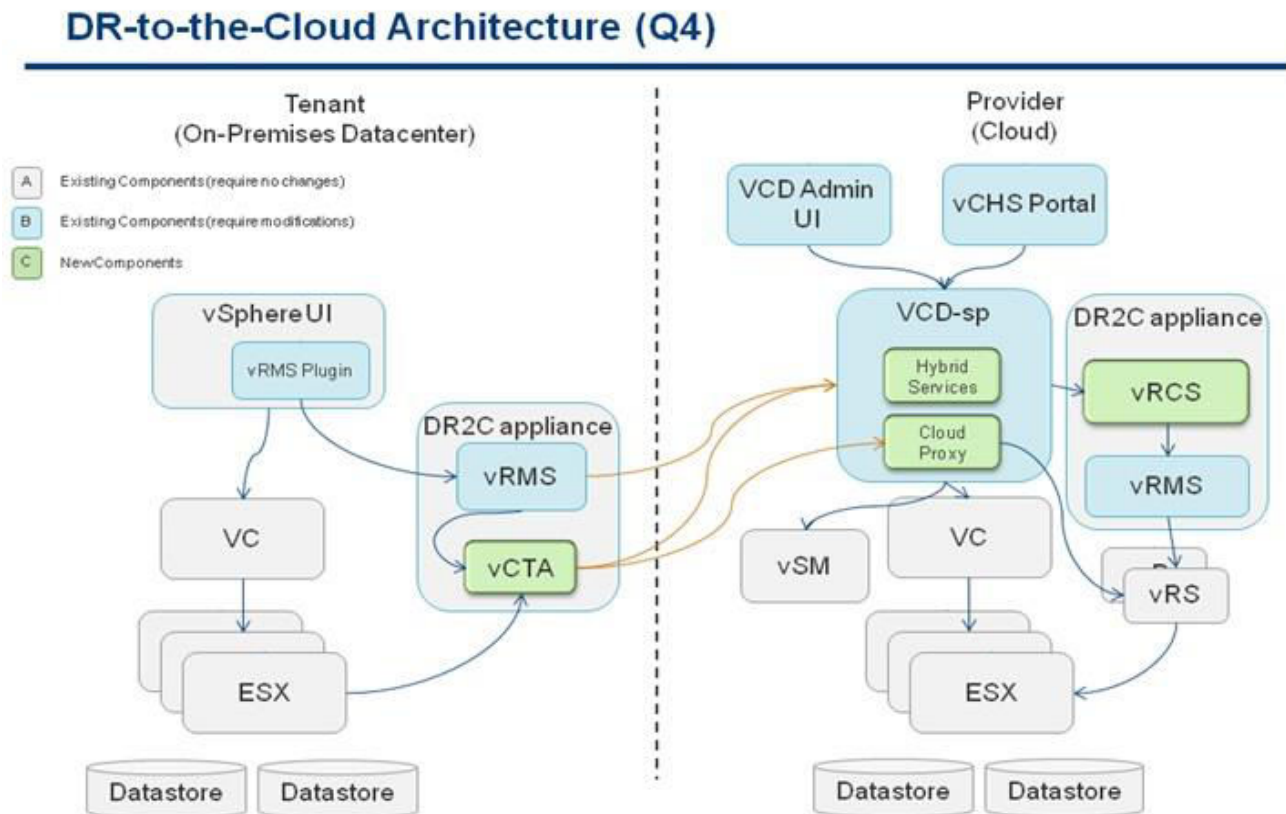 DR-to-the-Cloud Architecture (Q4)
Tenant
(On-Premises Datacenter)
A Existing Components (require no changes)
B Existing Components (require modifications)
C NewComponents
vSphere UI
vRMS Plugin
DR2C appliance
vRMS
VC
vCTA
ESX
Datastore
Datastore
Provider
(Cloud)
VCD Admin
UI
vCHS Portal
VCD-sp
Hybrid
Services
Cloud
Proxy
DR2C appliance
vRCS
vRMS
vSM
VC
vRS
ESX
Datastore
Datastore